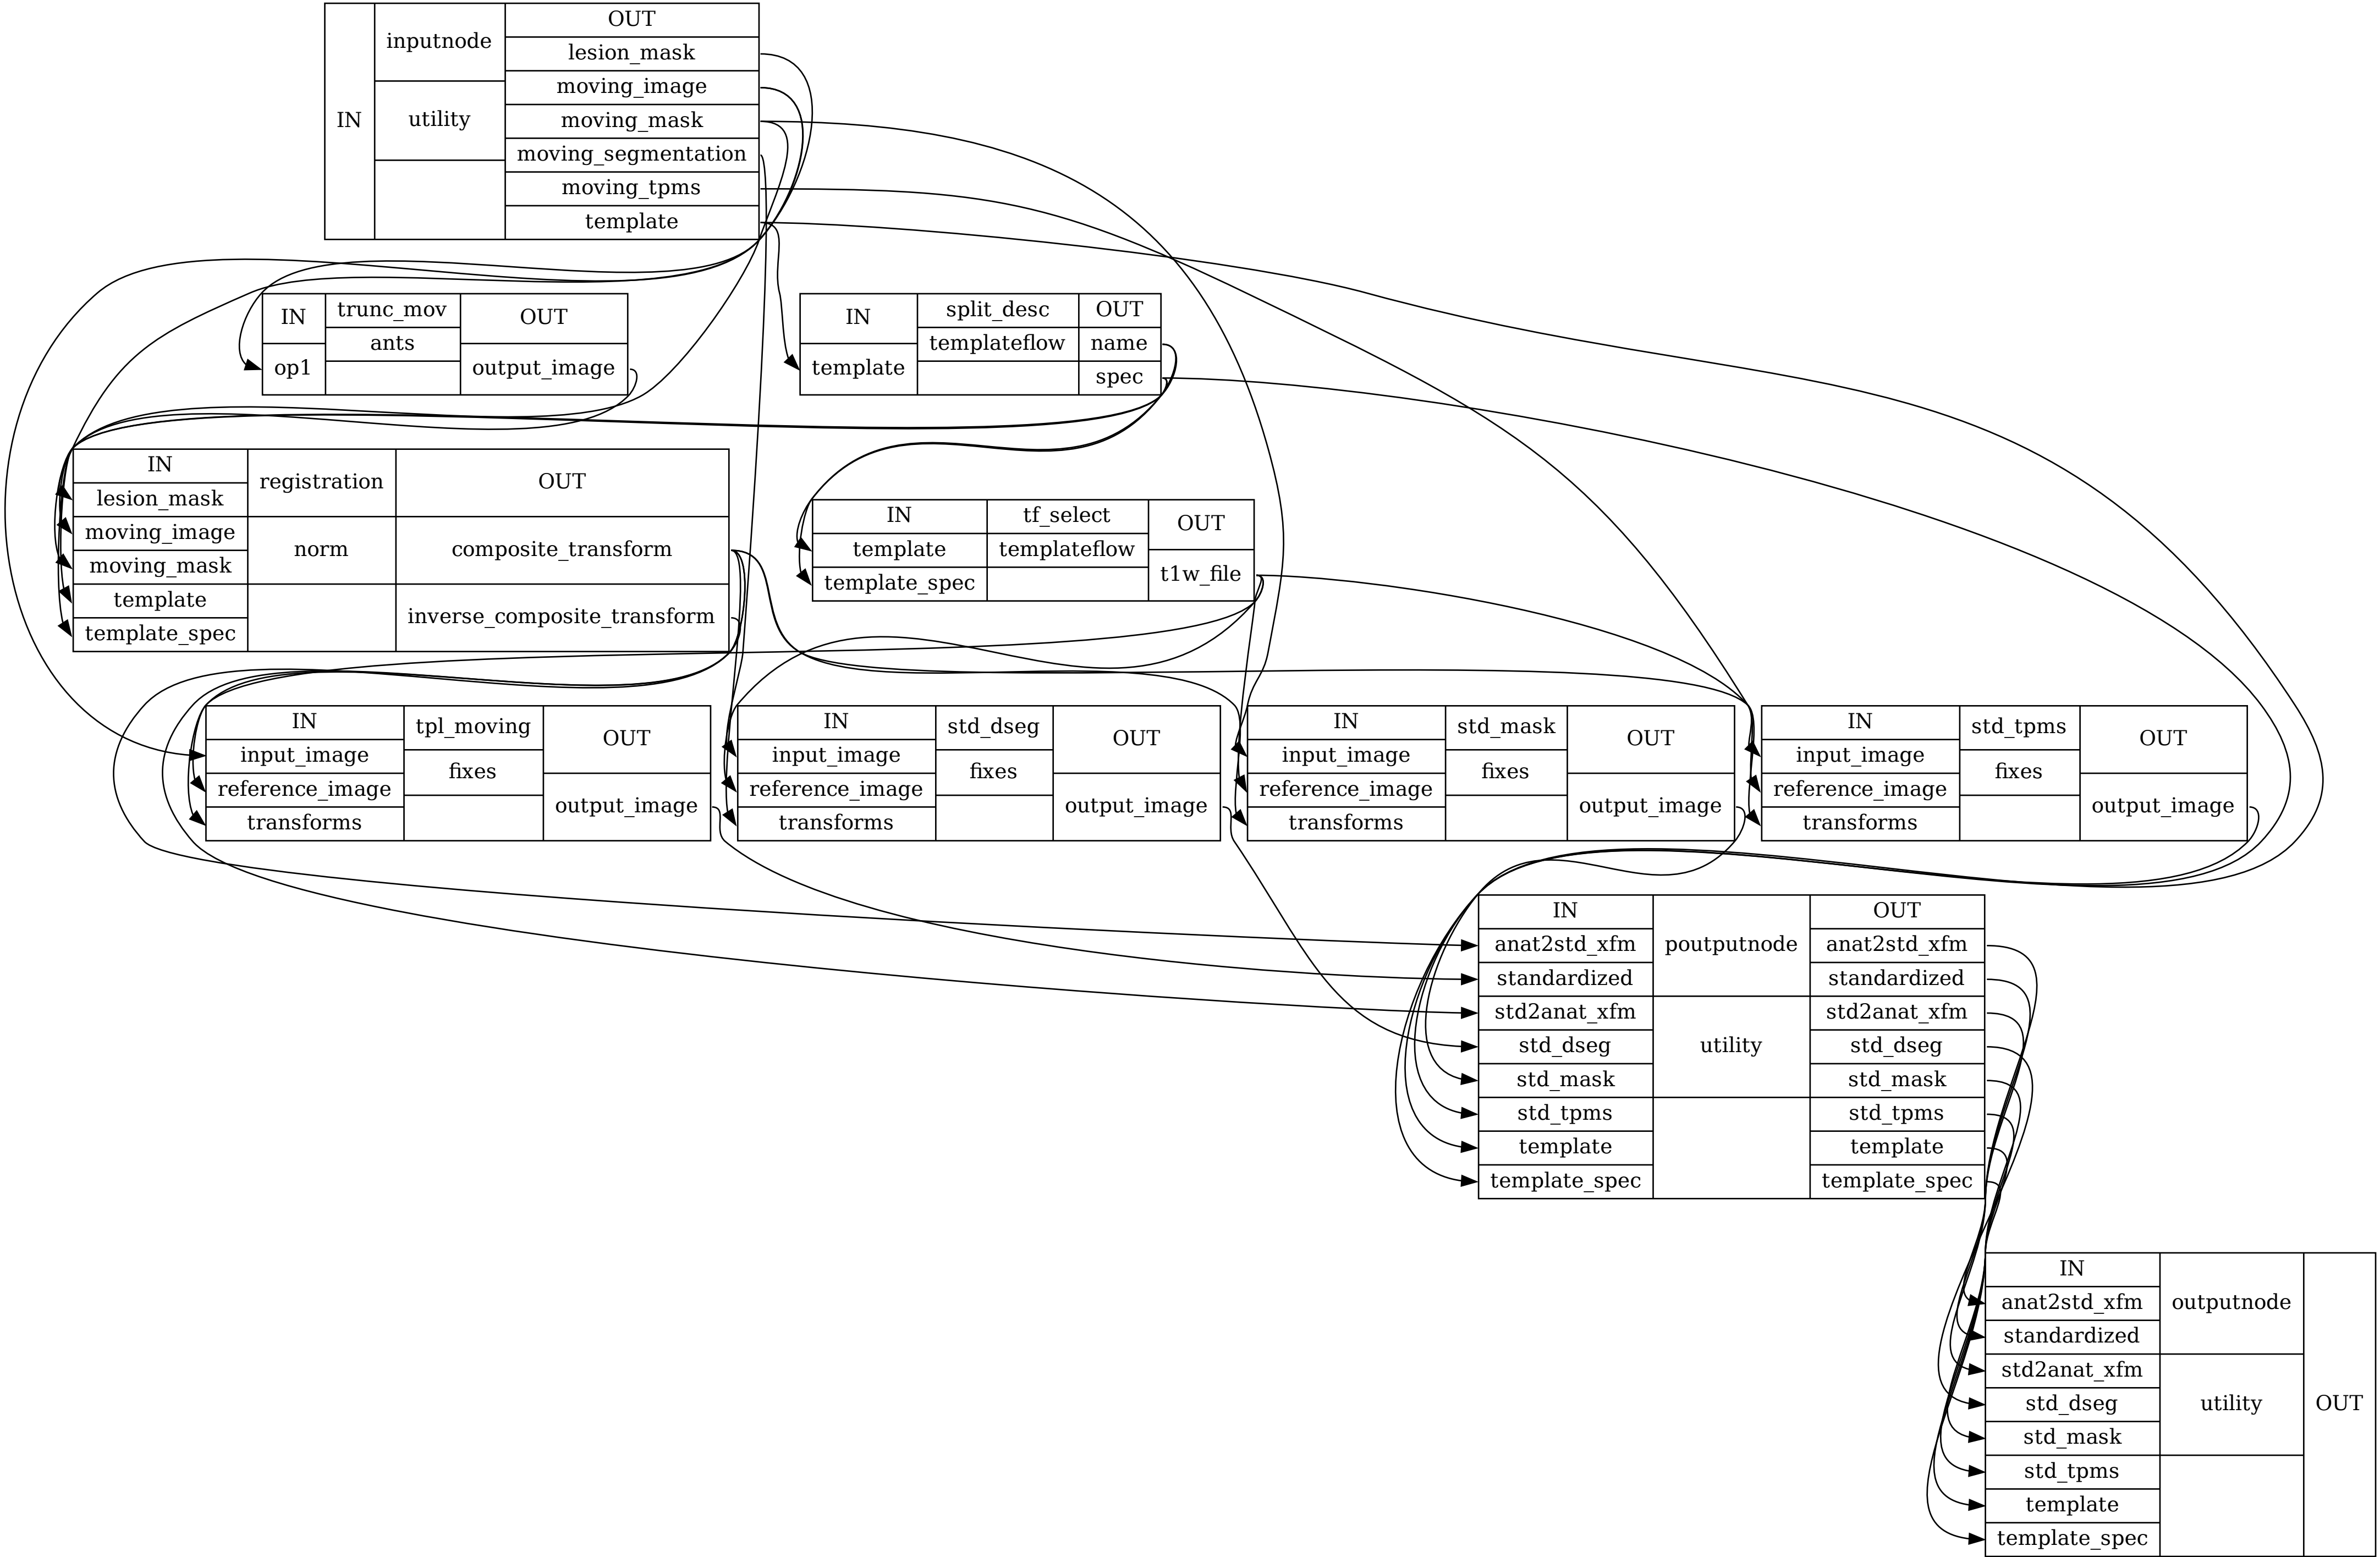 IN
inputnode
utility
OUT
lesion_mask
moving_image
moving_mask
moving_segmentation
moving_tpms
template
IN
op1
trunc_mov
ants
OUT
output_image
IN
template
split_desc
templateflow
OUT
name
spec
IN
lesion_mask
moving_image
moving_mask
template
template_spec
registration
norm
OUT
composite_transform
inverse_composite_transform
IN
template
template_spec
tf_select
templateflow
OUT
t1w_file
IN
input_image
reference_image
transforms
tpl_moving
fixes
OUT
output_image
IN
input_image
reference_image
transforms
std_dseg
fixes
OUT
output_image
IN
input_image
reference_image
transforms
std_mask
fixes
OUT
output_image
IN
input_image
reference_image
transforms
std_tpms
fixes
OUT
output_image
IN
anat2std_xfm
standardized
std2anat_xfm
std_dseg
std_mask
std_tpms
template
template_spec
poutputnode
utility
OUT
anat2std_xfm
standardized
std2anat_xfm
std_dseg
std_mask
std_tpms
template
template_spec
IN
anat2std_xfm
standardized
std2anat_xfm
std_dseg
std_mask
std_tpms
template
template_spec
outputnode
utility
OUT